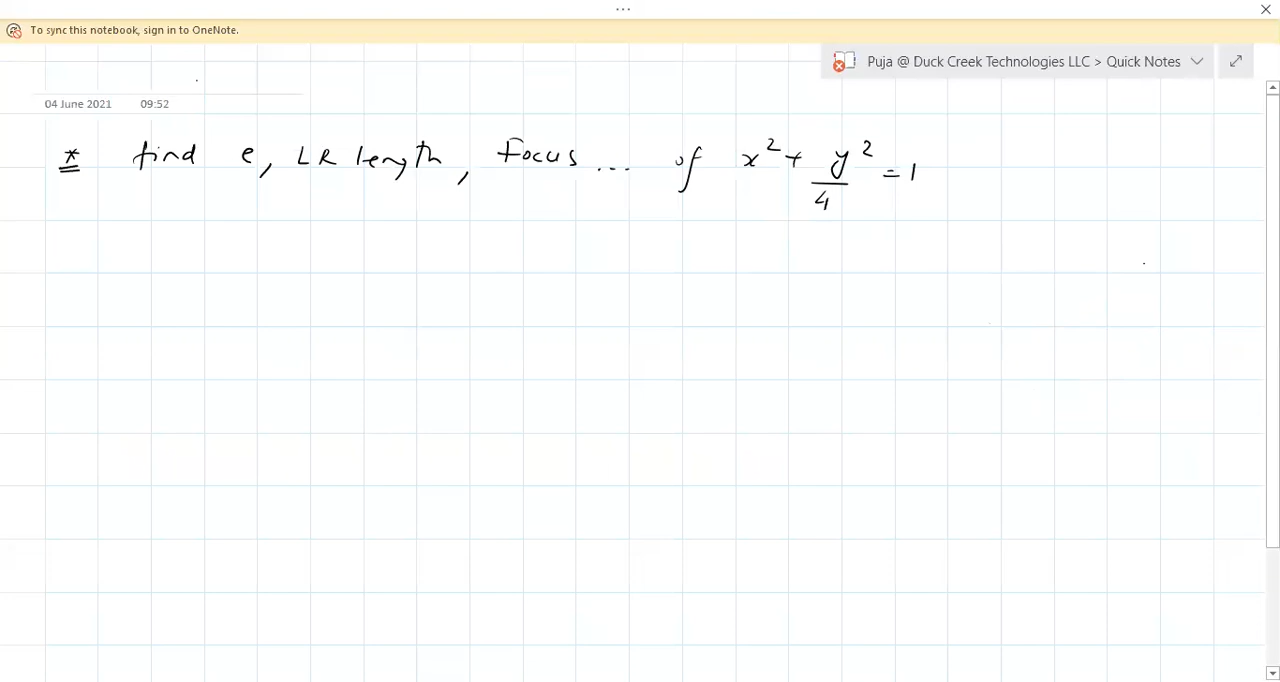 To sync this notebook, sign in to OneNote.
Puja @ Duck Creek Technologies LLC > Quick Notes
04 June 2021 09:52
* find e, LR length, Focus ... of x² + y²/4 = 1